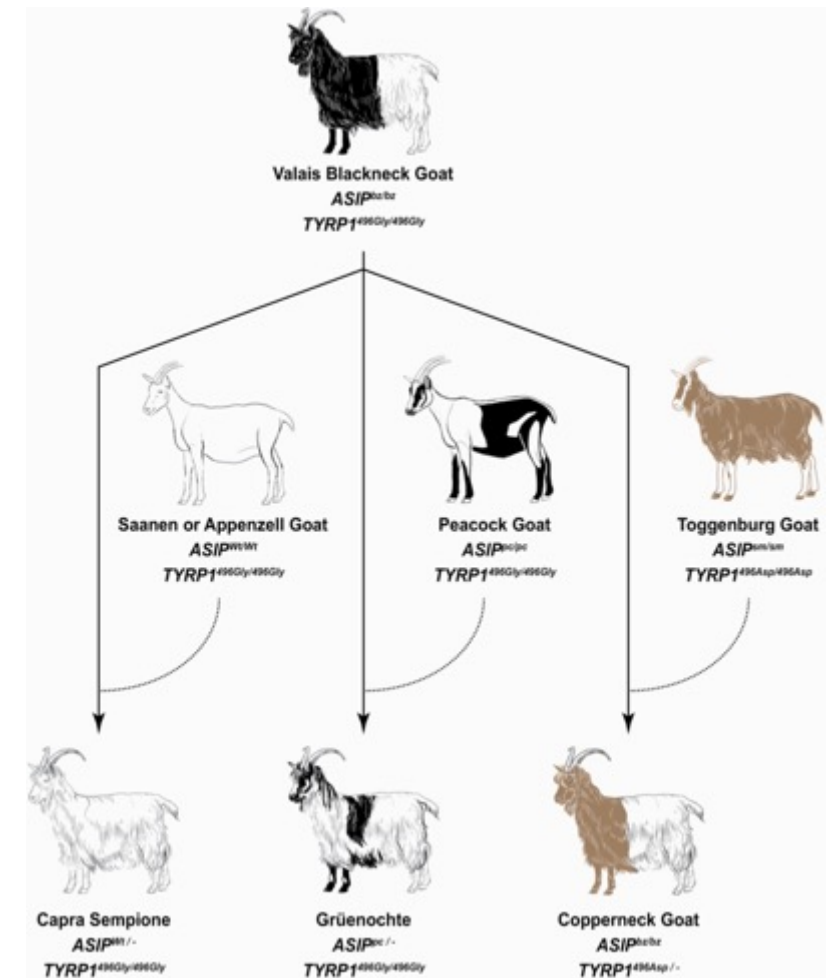 Valais Blackneck Goat
ASIPbz/bz
TYRP1496Gly/496Gly
Saanen or Appenzell Goat
ASIPWt/Wt
TYRP1496Gly/496Gly
Peacock Goat
ASIPpc/pc
TYRP1496Gly/496Gly
Toggenburg Goat
ASIPsm/sm
TYRP1496Asp/496Asp
Capra Sempione
ASIPWt / -
TYRP1496Gly/496Gly
Grüenochte
ASIPpc / -
TYRP1496Gly/496Gly
Copperneck Goat
ASIPbz/bz
TYRP1496Asp / -